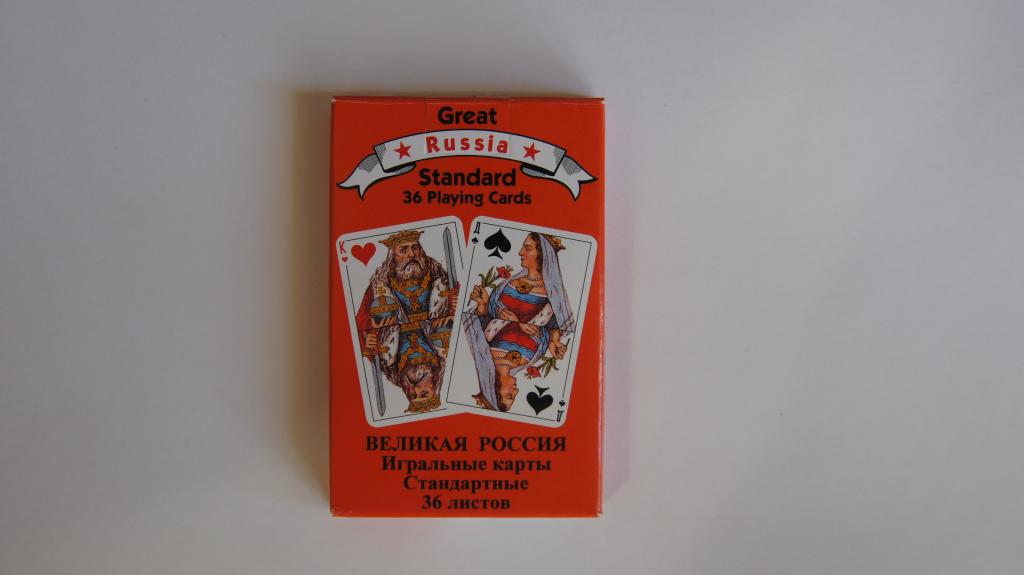 Great
Russia
Standard
36 Playing Cards
К
Д
Д
ВЕЛИКАЯ РОССИЯ
Игральные карты
Стандартные
36 листов